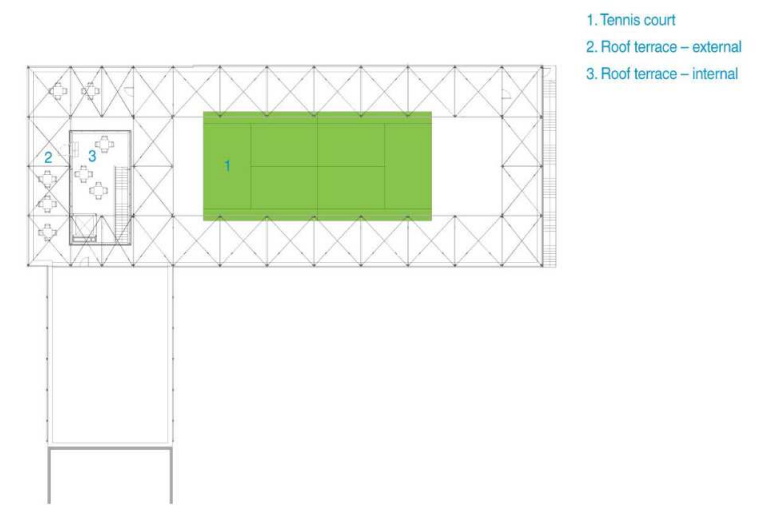 1. Tennis court
2. Roof terrace – external
3. Roof terrace – internal
2
3
1